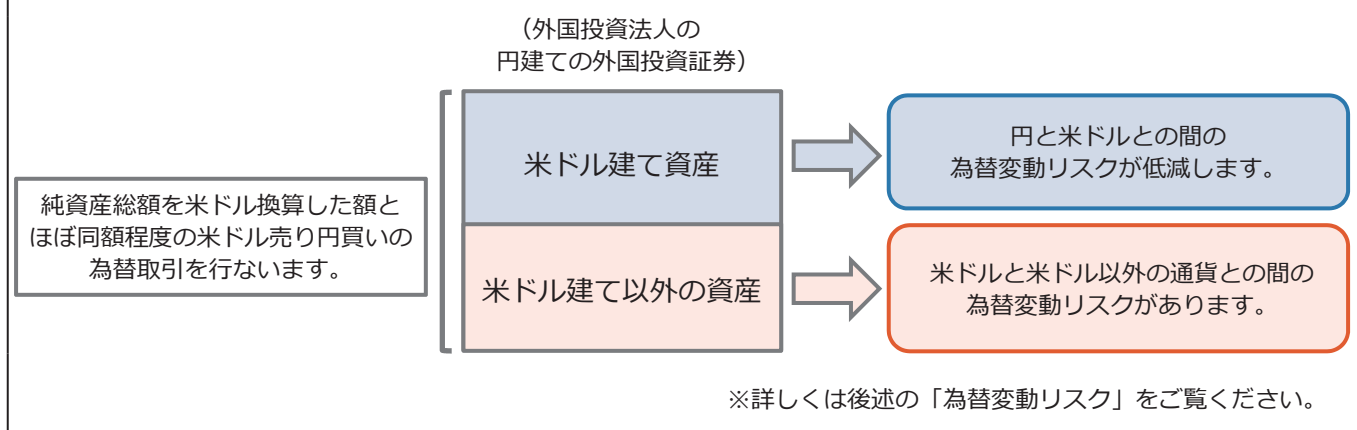 （外国投資法人の
円建ての外国投資証券）
純資産総額を米ドル換算した額と
ほぼ同額程度の米ドル売り円買いの
為替取引を行ないます。
米ドル建て資産
円と米ドルとの間の
為替変動リスクが低減します。
米ドル建て以外の資産
米ドルと米ドル以外の通貨との間の
為替変動リスクがあります。
※詳しくは後述の「為替変動リスク」をご覧ください。